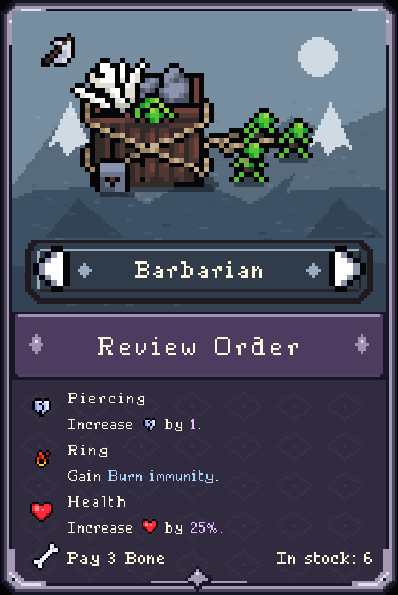 Barbarian
Review Order
Piercing
Increase by 1.
Ring
Gain Burn immunity.
Health
Increase by 25%.
Pay 3 Bone
In stock: 6